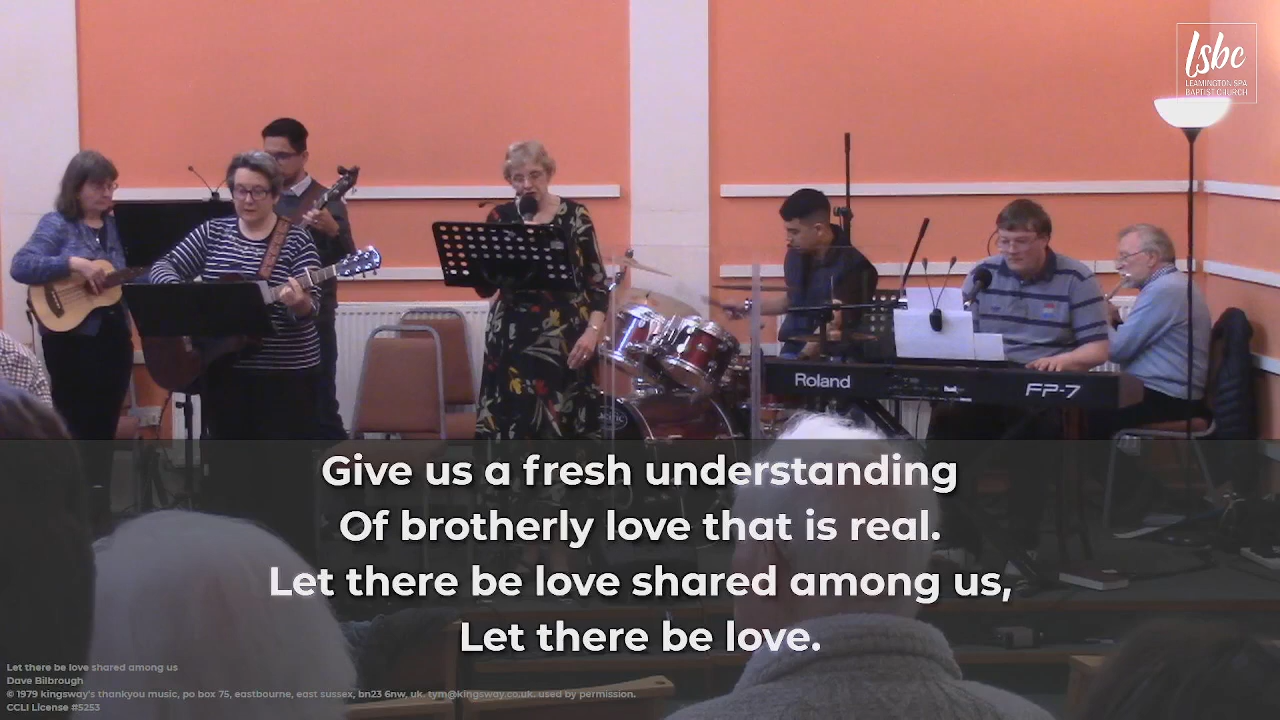 lsbc
LEAMINGTON SPA
BAPTIST CHURCH
Roland
FP-7
Give us a fresh understanding
Of brotherly love that is real.
Let there be love shared among us,
Let there be love.
Let there be love shared among us
Dave Bilbrough
© 1979 kingsway's thankyou music, po box 75, eastbourne, east sussex, bn23 6nw, uk. tym@kingsway.co.uk. used by permission.
CCLI License #5253